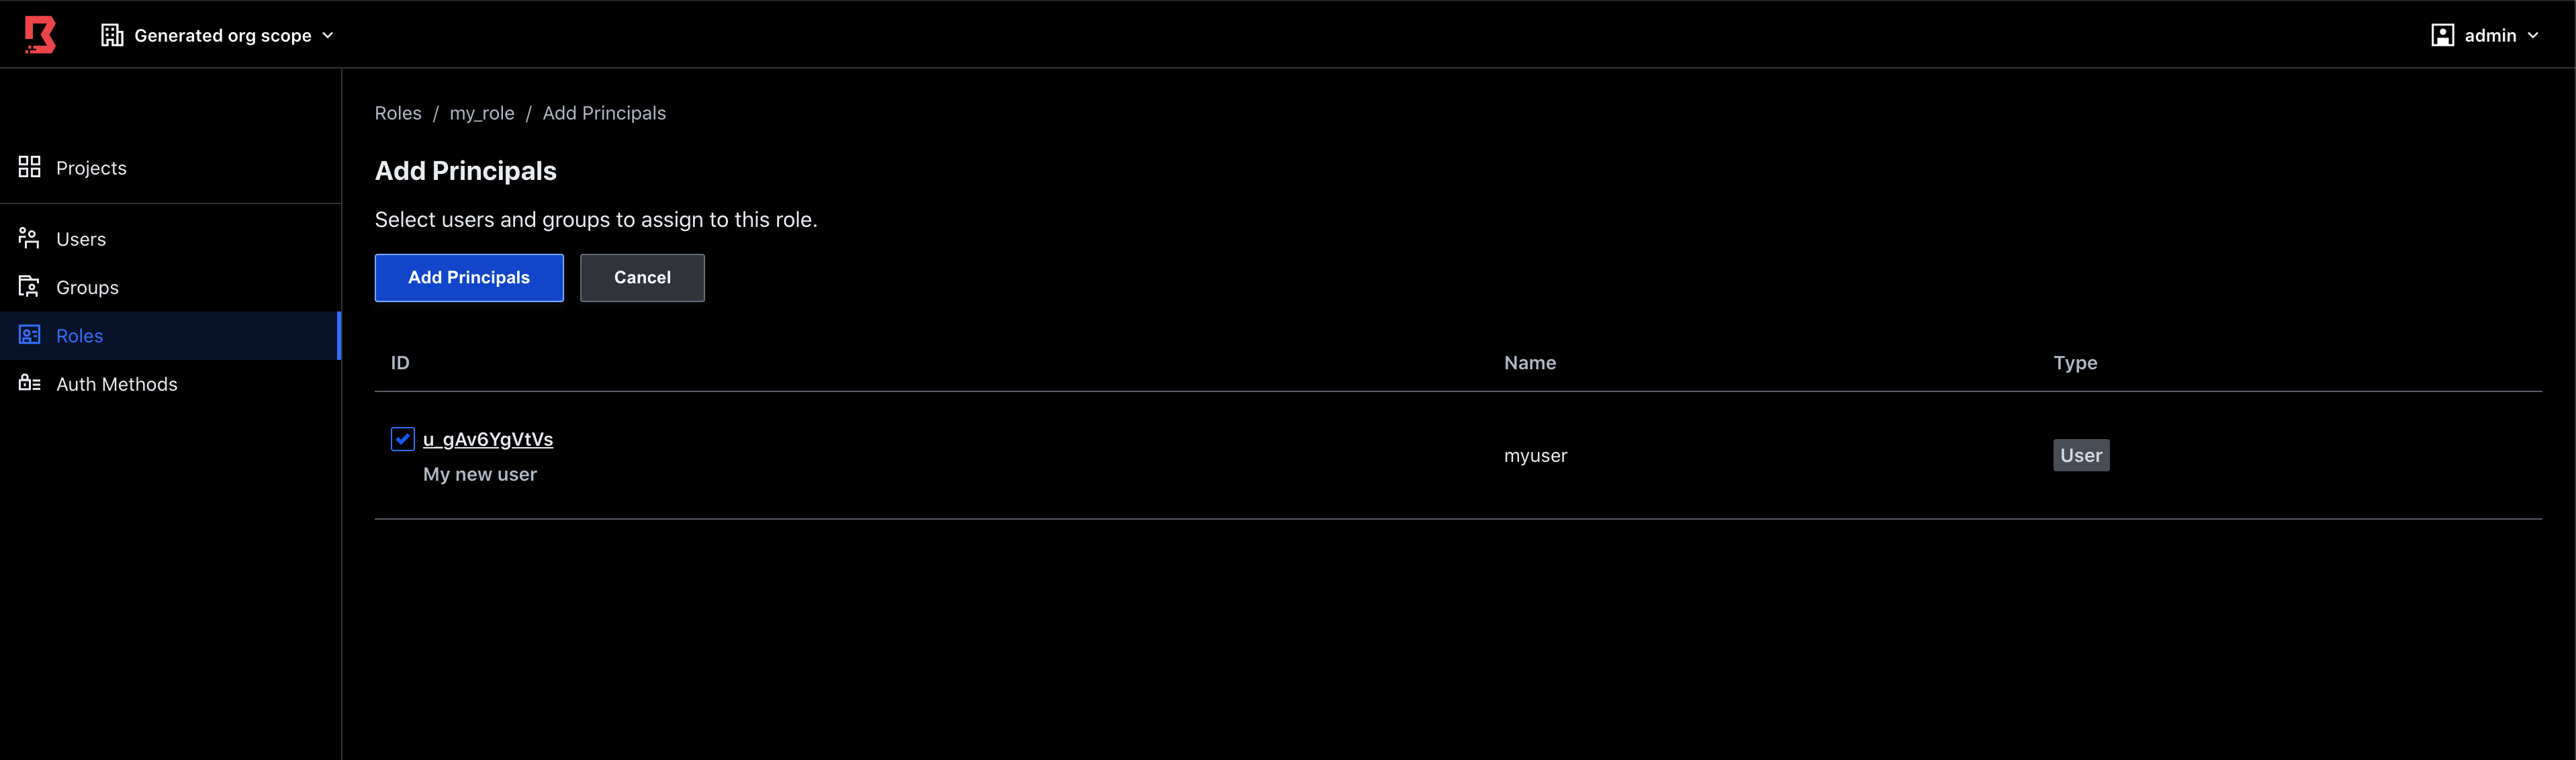 Generated org scope
admin
Projects
Users
Groups
Roles
Auth Methods
Roles / my_role / Add Principals
Add Principals
Select users and groups to assign to this role.
Add Principals Cancel
ID Name Type
u_gAv6YgVtVs
My new user
myuser
User